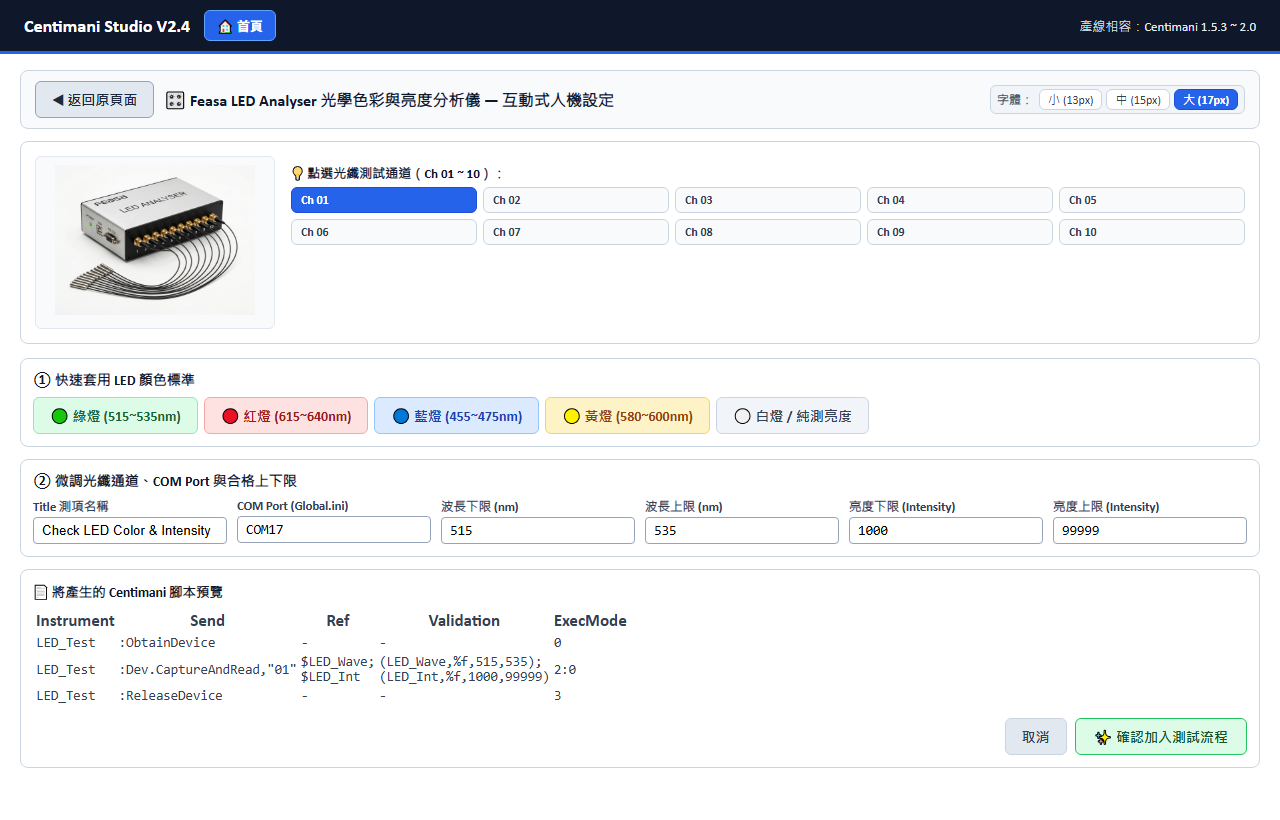 Centimani Studio V2.4
🏠 首頁
產線相容：Centimani 1.5.3 ~ 2.0
◀ 返回原頁面
🎛️ Feasa LED Analyser 光學色彩與亮度分析儀 — 互動式人機設定
字體：
小 (13px)
中 (15px)
大 (17px)
Feasa
LED ANALYSER
💡 點選光纖測試通道（Ch 01 ~ 10）：
Ch 01
Ch 02
Ch 03
Ch 04
Ch 05
Ch 06
Ch 07
Ch 08
Ch 09
Ch 10
① 快速套用 LED 顏色標準
🟢 綠燈 (515~535nm)
🔴 紅燈 (615~640nm)
🔵 藍燈 (455~475nm)
🟡 黃燈 (580~600nm)
⚪ 白燈 / 純測亮度
② 微調光纖通道、COM Port 與合格上下限
Title 測項名稱
COM Port (Global.ini)
波長下限 (nm)
波長上限 (nm)
亮度下限 (Intensity)
亮度上限 (Intensity)
Check LED Color & Intensity
COM17
515
535
1000
99999
📄 將產生的 Centimani 腳本預覽
Instrument Send Ref Validation ExecMode
LED_Test :ObtainDevice - - 0
LED_Test :Dev.CaptureAndRead,"01" $LED_Wave; (LED_Wave,%f,515,535); 2:0
$LED_Int (LED_Int,%f,1000,99999)
LED_Test :ReleaseDevice - - 3
取消
✨ 確認加入測試流程